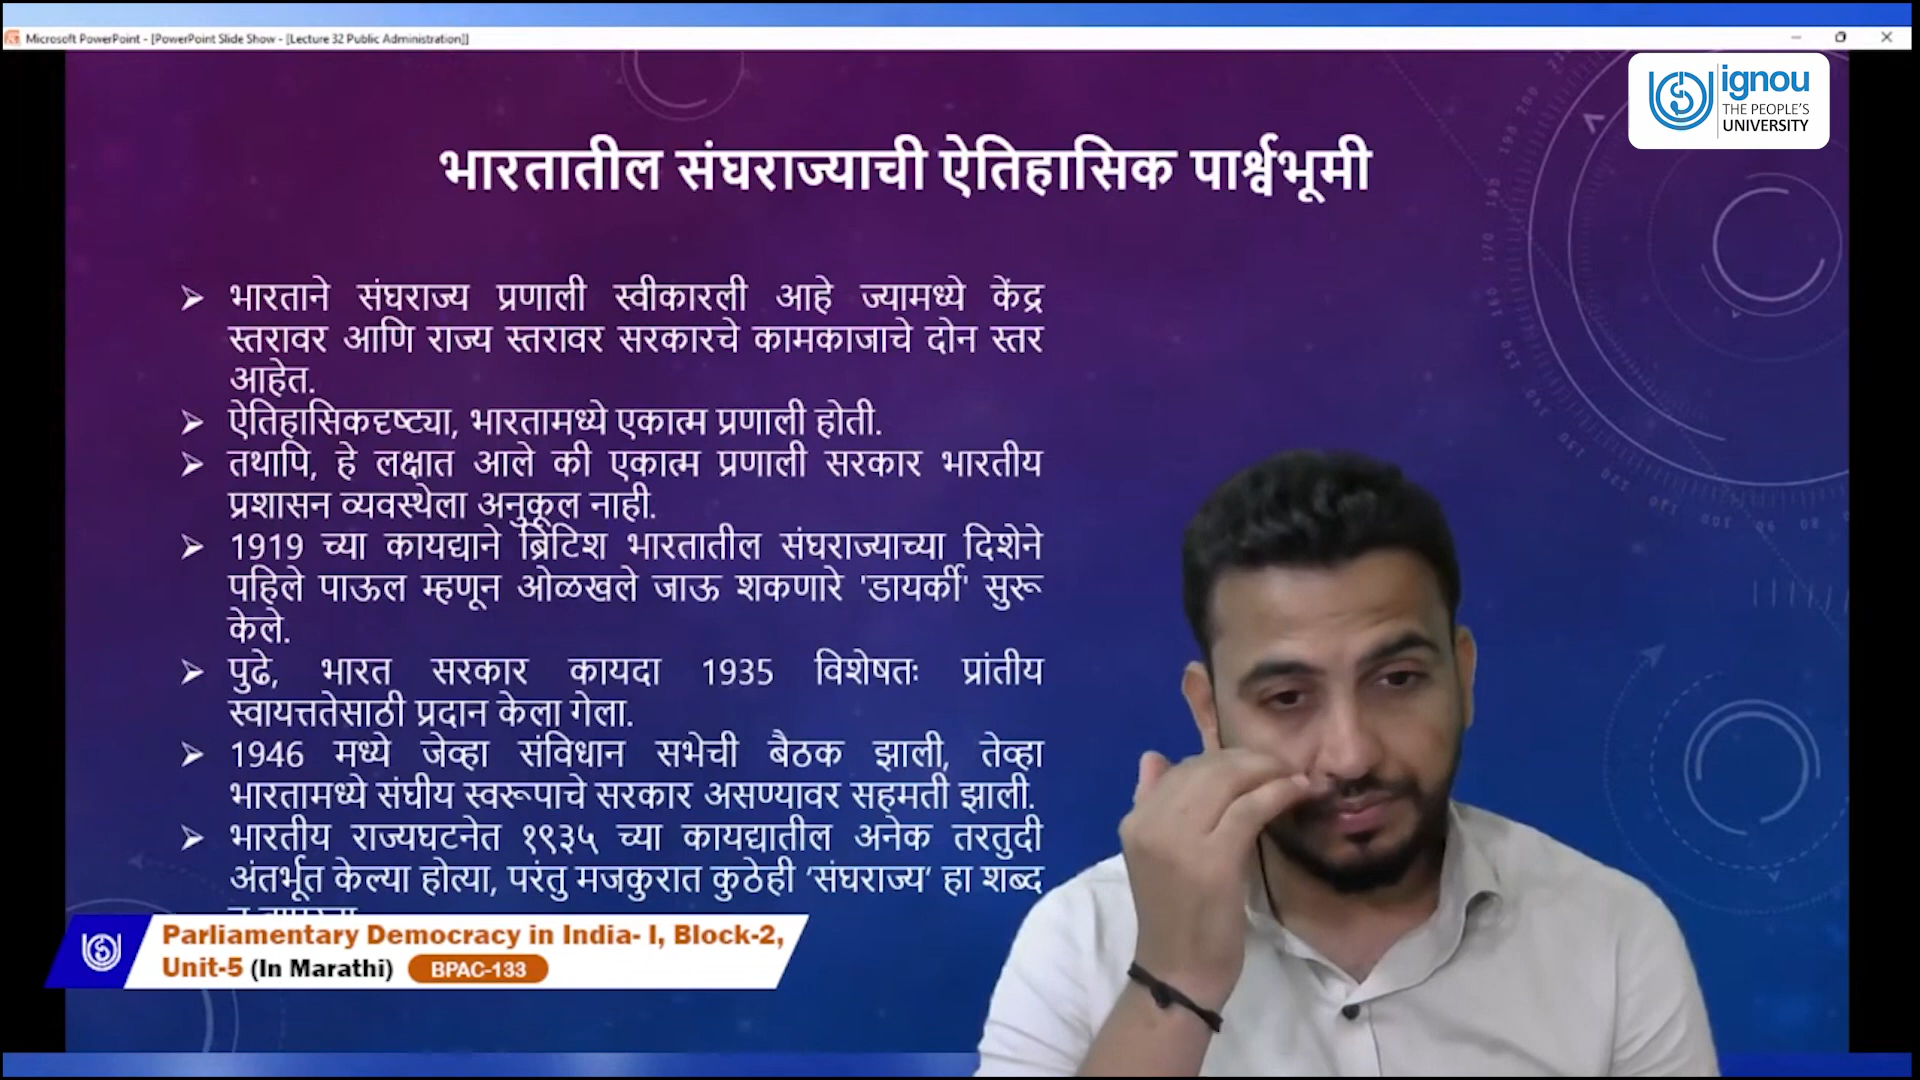 Microsoft PowerPoint - [PowerPoint Slide Show - [Lecture 32 Public Administration]]
ignou
THE PEOPLE'S
UNIVERSITY
भारतातील संघराज्याची ऐतिहासिक पार्श्वभूमी
भारताने संघराज्य प्रणाली स्वीकारली आहे ज्यामध्ये केंद्र
स्तरावर आणि राज्य स्तरावर सरकारचे कामकाजाचे दोन स्तर
आहेत.
ऐतिहासिकदृष्ट्या, भारतामध्ये एकात्म प्रणाली होती.
तथापि, हे लक्षात आले की एकात्म प्रणाली सरकार भारतीय
प्रशासन व्यवस्थेला अनुकूल नाही.
1919 च्या कायद्याने ब्रिटिश भारतातील संघराज्याच्या दिशेने
पहिले पाऊल म्हणून ओळखले जाऊ शकणारे 'डायर्की' सुरू
केले.
पुढे, भारत सरकार कायदा 1935 विशेषतः प्रांतीय
स्वायत्ततेसाठी प्रदान केला गेला.
1946 मध्ये जेव्हा संविधान सभेची बैठक झाली, तेव्हा
भारतामध्ये संघीय स्वरूपाचे सरकार असण्यावर सहमती झाली.
भारतीय राज्यघटनेत १९३५ च्या कायद्यातील अनेक तरतुदी
अंतर्भूत केल्या होत्या, परंतु मजकुरात कुठेही ‘संघराज्य’ हा शब्द
Parliamentary Democracy in India- I, Block-2,
Unit-5 (In Marathi) BPAC-133